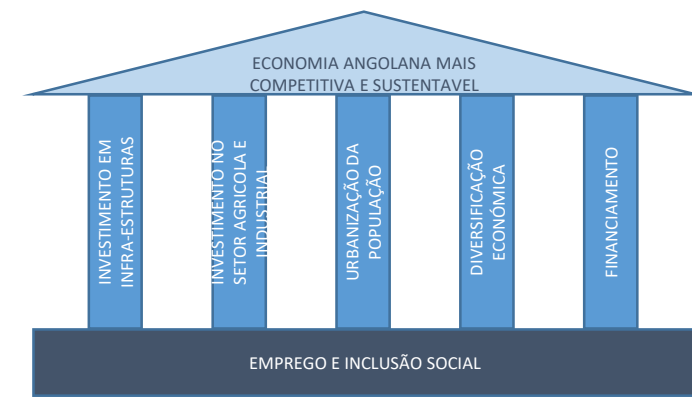 ECONOMIA ANGOLANA MAIS
COMPETITIVA E SUSTENTAVEL
INVESTIMENTO EM
INFRA-ESTRUTURAS
INVESTIMENTO NO
SETOR AGRICOLA E
INDUSTRIAL
URBANIZAÇÃO DA
POPULAÇÃO
DIVERSIFICAÇÃO
ECONÓMICA
FINANCIAMENTO
EMPREGO E INCLUSÃO SOCIAL